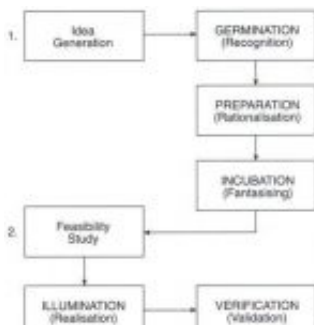 1.
Idea
Generation
GERMINATION
(Recognition)
PREPARATION
(Rationalisation)
INCUBATION
(Fantasising)
2.
Feasibility
Study
ILLUMINATION
(Realisation)
VERIFICATION
(Validation)